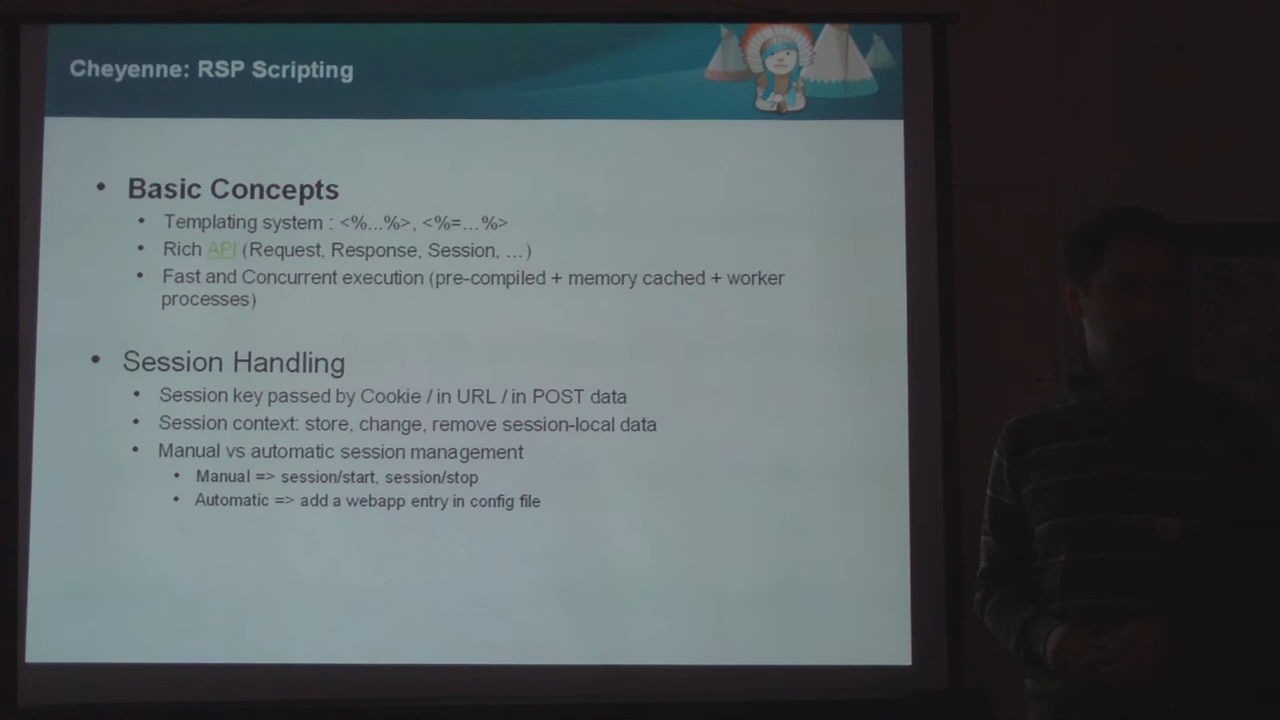 Cheyenne: RSP Scripting
• Basic Concepts
• Templating system : <%...%>, <%=...%>
• Rich API (Request, Response, Session, ...)
• Fast and Concurrent execution (pre-compiled + memory cached + worker
processes)
• Session Handling
• Session key passed by Cookie / in URL / in POST data
• Session context: store, change, remove session-local data
• Manual vs automatic session management
• Manual => session/start, session/stop
• Automatic => add a webapp entry in config file